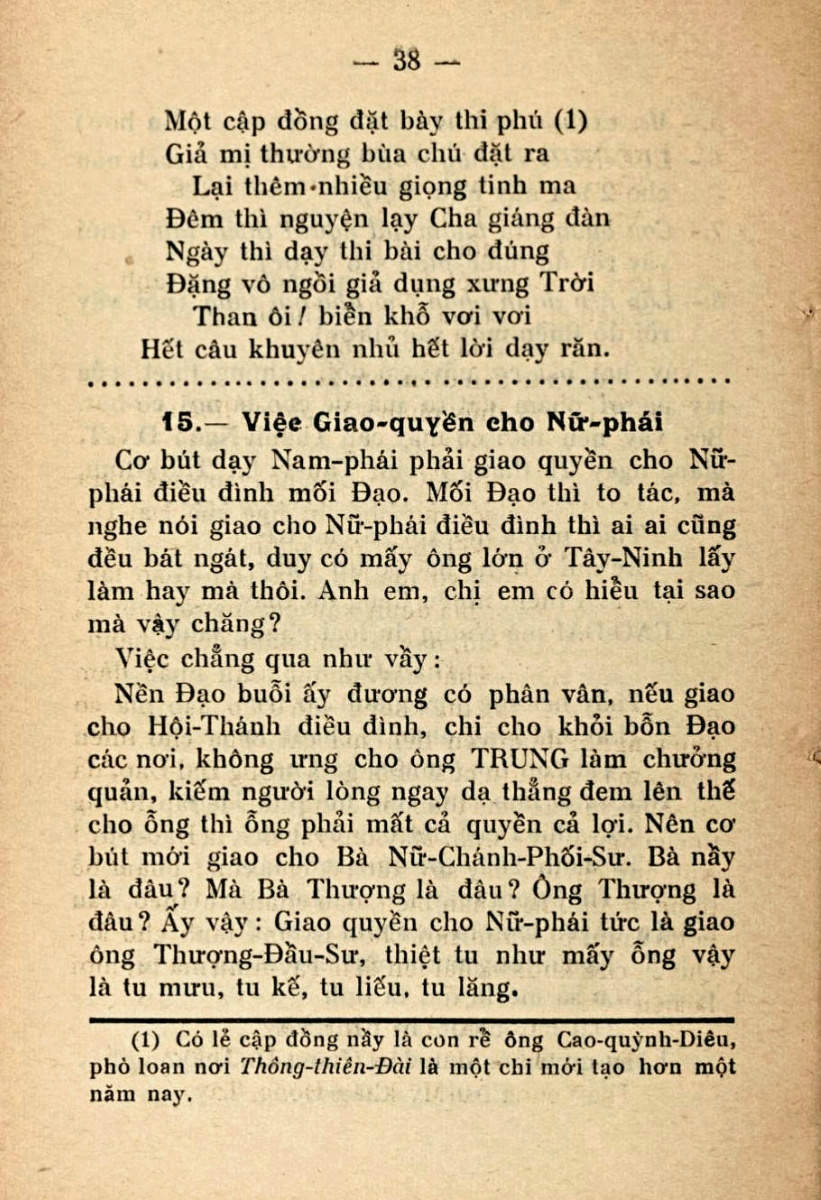 — 38 —
Một cập đồng đặt bày thi phú (1)
Giả mị thường bùa chú đặt ra
Lại thêm nhiều giọng tinh ma
Đêm thì nguyện lạy Cha giáng đàn
Ngày thì dạy thi bài cho đúng
Đặng vô ngồi giả dụng xưng Trời
Than ôi! biển khỗ vơi vơi
Hết câu khuyên nhủ hết lời dạy răn.
15.— Việc Giao-quyền cho Nữ-phái
Cơ bút dạy Nam-phái phải giao quyền cho Nữ-
phái điều đình mối Đạo. Mối Đạo thì to tác, mà
nghe nói giao cho Nữ-phái điều đình thì ai ai cũng
đều bát ngát, duy có mấy ông lớn ở Tây-Ninh lấy
làm hay mà thôi. Anh em, chị em có hiểu tại sao
mà vậy chăng?
Việc chẳng qua như vầy:
Nền Đạo buỗi ấy đương có phân vân, nếu giao
cho Hội-Thánh điều đình, chi cho khỏi bỗn Đạo
các nơi, không ưng cho ông TRUNG làm chưởng
quản, kiếm người lòng ngay dạ thẳng đem lên thế
cho ỗng thì ỗng phải mất cả quyền cả lợi. Nên cơ
bút mới giao cho Bà Nữ-Chánh-Phối-Sư. Bà nầy
là đâu? Mà Bà Thượng là đâu? Ông Thượng là
đâu? Ấy vậy: Giao quyền cho Nữ-phái tức là giao
ông Thượng-Đầu-Sư, thiệt tu như mấy ỗng vậy
là tu mưu, tu kế, tu liếu, tu lăng.
(1) Có lẻ cập đồng nầy là con rề ông Cao-quỳnh-Diêu,
phò loan nơi Thông-thiên-Đài là một chi mới tạo hơn một
năm nay.